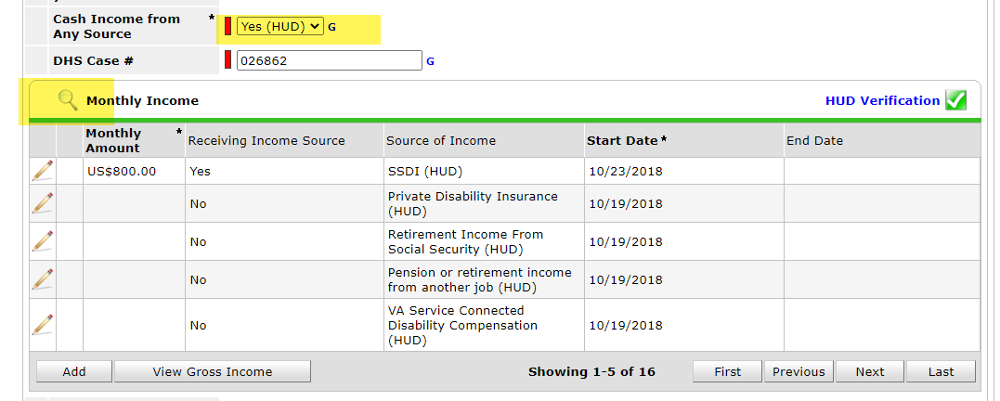 Cash Income from * Yes (HUD) G
Any Source
DHS Case # 026862 G
Monthly Income HUD Verification
Monthly * Receiving Income Source Source of Income Start Date* End Date
Amount
US$800.00 Yes SSDI (HUD) 10/23/2018
No Private Disability Insurance 10/19/2018
(HUD)
No Retirement Income From 10/19/2018
Social Security (HUD)
No Pension or retirement income 10/19/2018
from another job (HUD)
No VA Service Connected 10/19/2018
Disability Compensation
(HUD)
Add View Gross Income Showing 1-5 of 16 First Previous Next Last